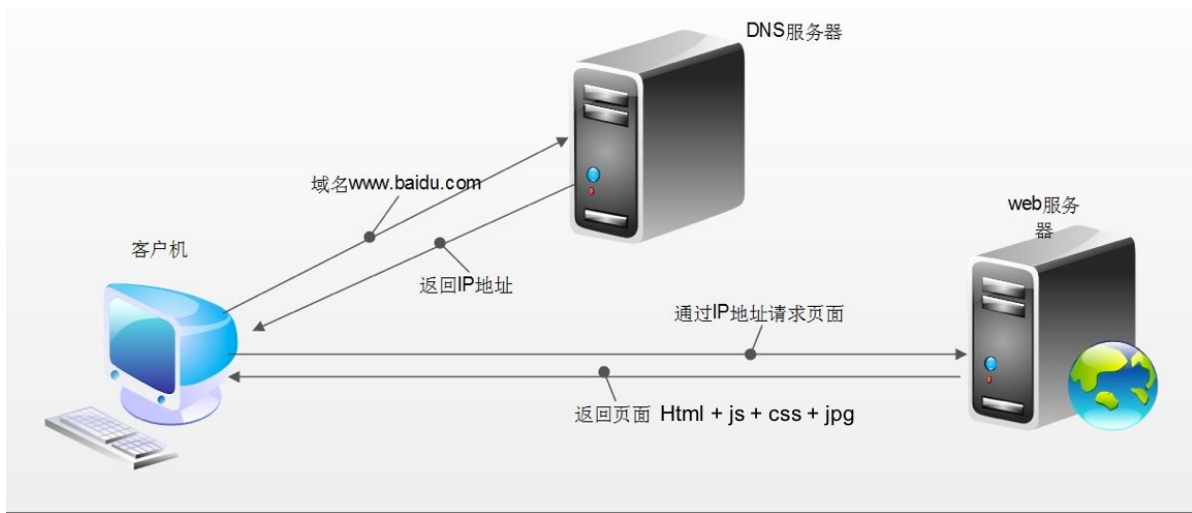 DNS服务器
域名www.baidu.com
web服务
器
客户机
返回IP地址
通过IP地址请求页面
返回页面 Html + js + css + jpg